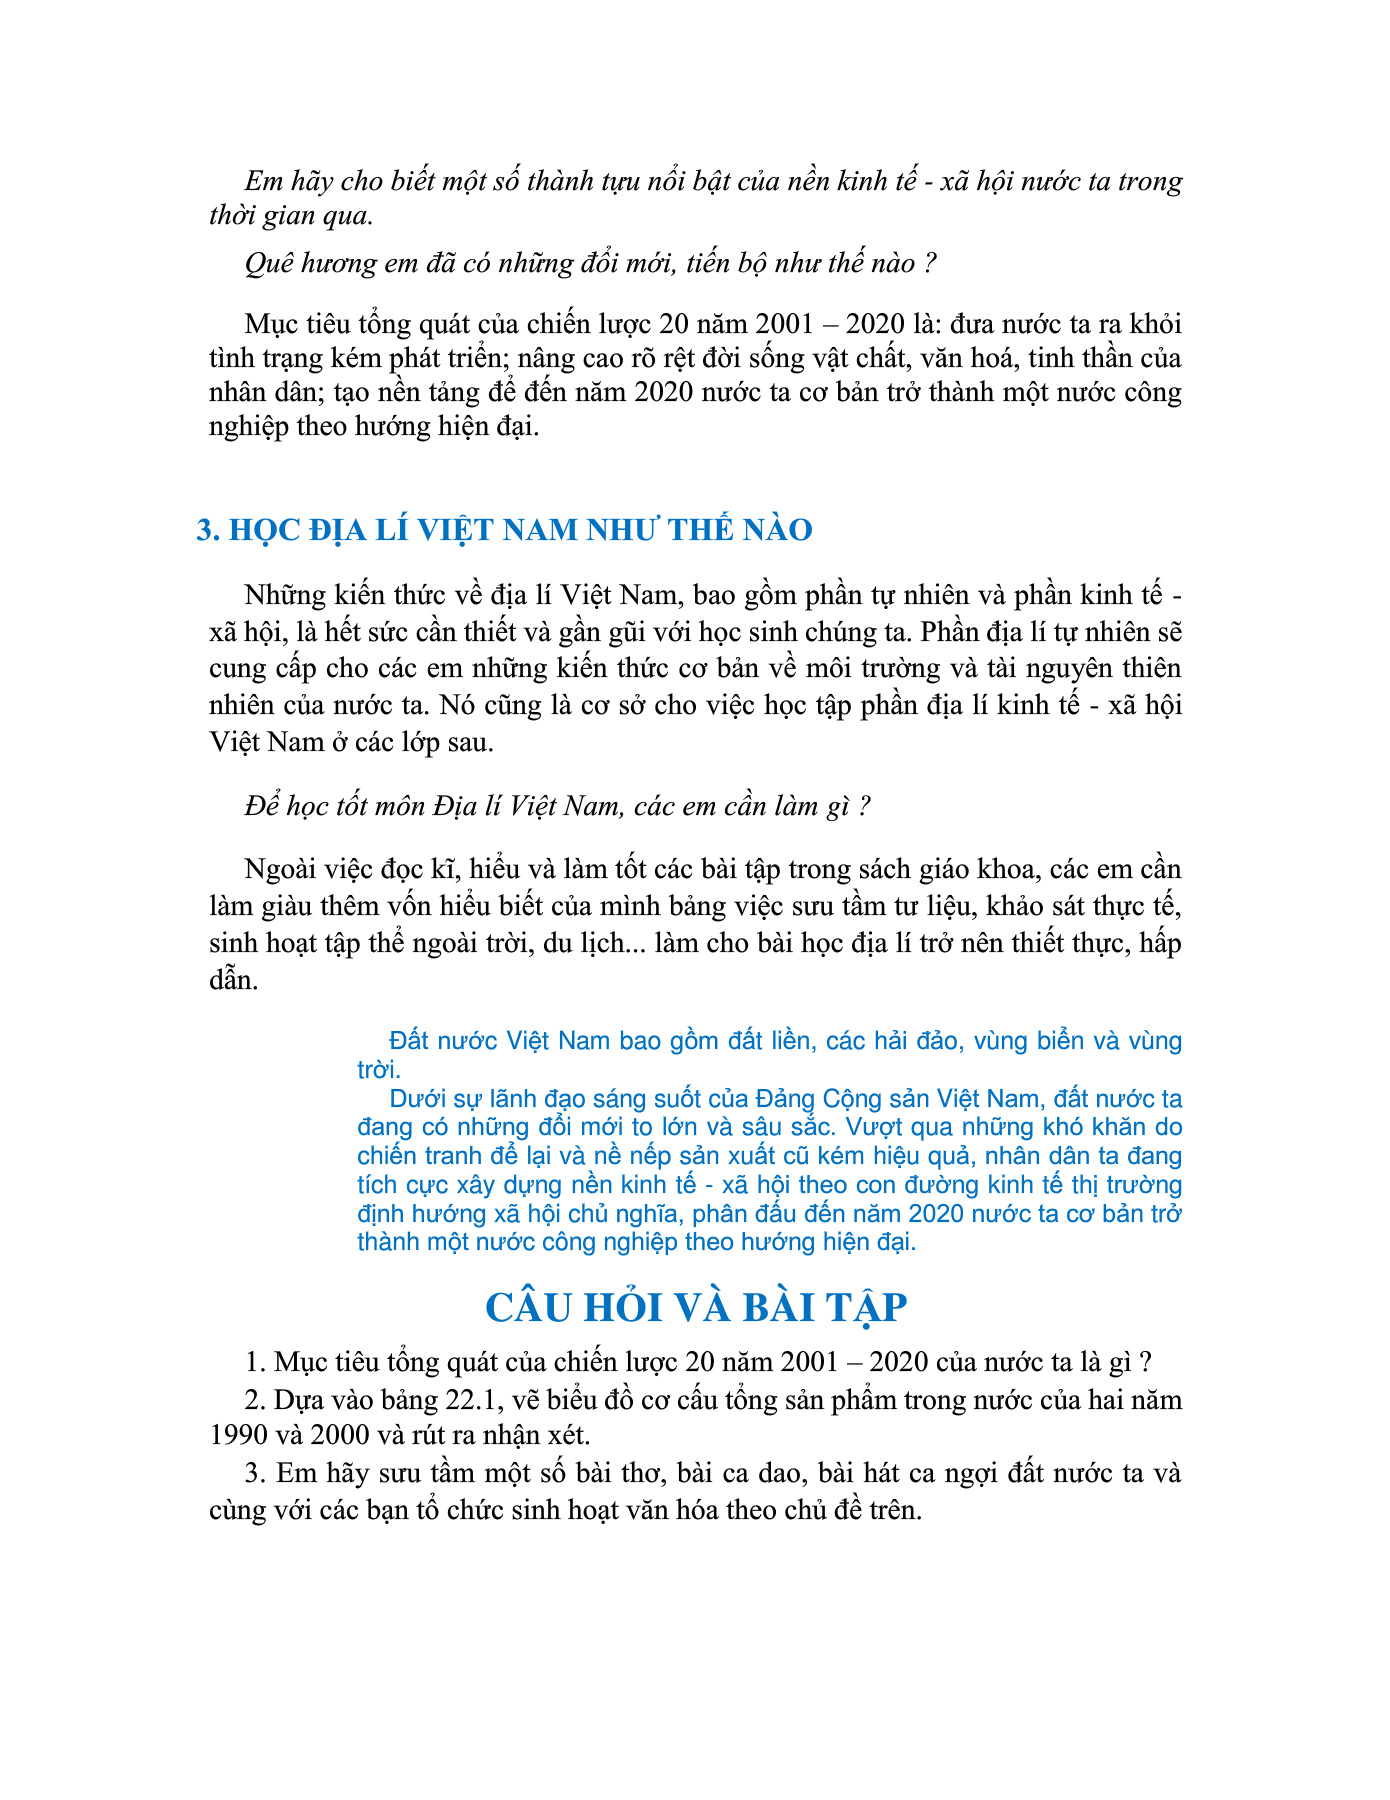 Em hãy cho biết một số thành tựu nổi bật của nền kinh tế - xã hội nước ta trong
thời gian qua.
Quê hương em đã có những đổi mới, tiến bộ như thế nào ?
Mục tiêu tổng quát của chiến lược 20 năm 2001 – 2020 là: đưa nước ta ra khỏi
tình trạng kém phát triển; nâng cao rõ rệt đời sống vật chất, văn hoá, tinh thần của
nhân dân; tạo nền tảng để đến năm 2020 nước ta cơ bản trở thành một nước công
nghiệp theo hướng hiện đại.
3. HỌC ĐỊA LÍ VIỆT NAM NHƯ THẾ NÀO
Những kiến thức về địa lí Việt Nam, bao gồm phần tự nhiên và phần kinh tế -
xã hội, là hết sức cần thiết và gần gũi với học sinh chúng ta. Phần địa lí tự nhiên sẽ
cung cấp cho các em những kiến thức cơ bản về môi trường và tài nguyên thiên
nhiên của nước ta. Nó cũng là cơ sở cho việc học tập phần địa lí kinh tế - xã hội
Việt Nam ở các lớp sau.
Để học tốt môn Địa lí Việt Nam, các em cần làm gì ?
Ngoài việc đọc kĩ, hiểu và làm tốt các bài tập trong sách giáo khoa, các em cần
làm giàu thêm vốn hiểu biết của mình bảng việc sưu tầm tư liệu, khảo sát thực tế,
sinh hoạt tập thể ngoài trời, du lịch... làm cho bài học địa lí trở nên thiết thực, hấp
dẫn.
Đất nước Việt Nam bao gồm đất liền, các hải đảo, vùng biển và vùng
trời.
Dưới sự lãnh đạo sáng suốt của Đảng Cộng sản Việt Nam, đất nước ta
đang có những đổi mới to lớn và sâu sắc. Vượt qua những khó khăn do
chiến tranh để lại và nề nếp sản xuất cũ kém hiệu quả, nhân dân ta đang
tích cực xây dựng nền kinh tế - xã hội theo con đường kinh tế thị trường
định hướng xã hội chủ nghĩa, phân đấu đến năm 2020 nước ta cơ bản trở
thành một nước công nghiệp theo hướng hiện đại.
CÂU HỎI VÀ BÀI TẬP
1. Mục tiêu tổng quát của chiến lược 20 năm 2001 – 2020 của nước ta là gì ?
2. Dựa vào bảng 22.1, vẽ biểu đồ cơ cấu tổng sản phẩm trong nước của hai năm
1990 và 2000 và rút ra nhận xét.
3. Em hãy sưu tầm một số bài thơ, bài ca dao, bài hát ca ngợi đất nước ta và
cùng với các bạn tổ chức sinh hoạt văn hóa theo chủ đề trên.